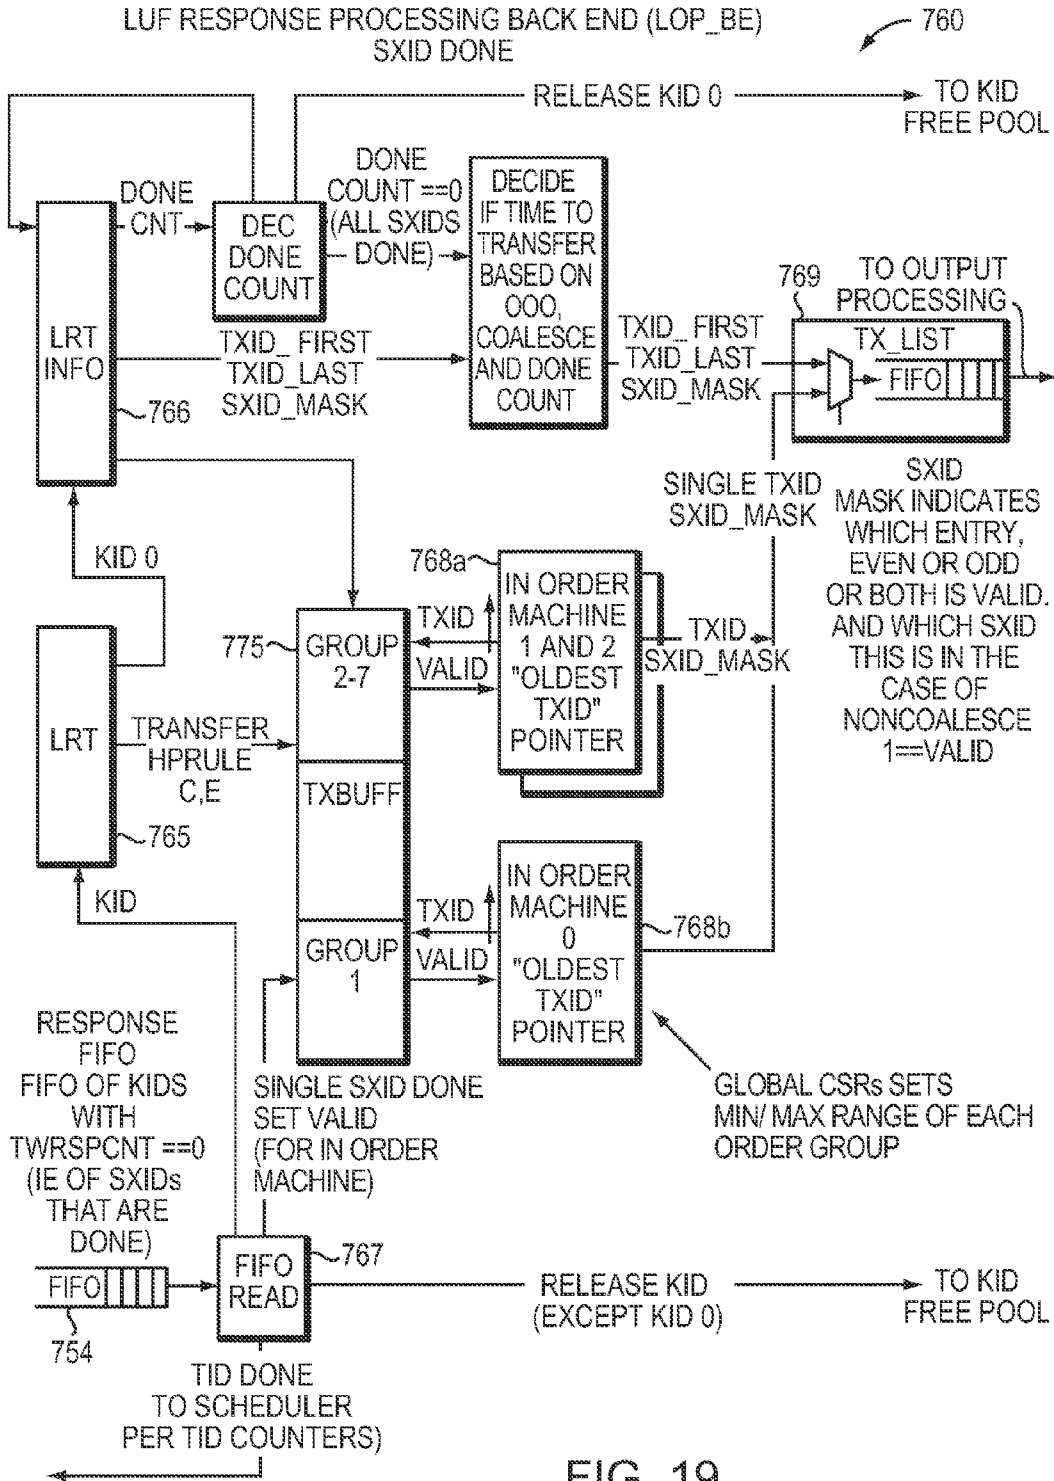 LUF RESPONSE PROCESSING BACK END (LOP_BE)
SXID DONE
760
RELEASE KID 0
TO KID
FREE POOL
DONE
CNT
DEC
DONE
COUNT
DONE
COUNT ==0
(ALL SXIDS
DONE)
DECIDE
IF TIME TO
TRANSFER
BASED ON
OOO,
COALESCE
AND DONE
COUNT
LRT
INFO
766
TXID_ FIRST
TXID_LAST
SXID_MASK
TXID_ FIRST
TXID_LAST
SXID_MASK
769
TO OUTPUT
PROCESSING
TX_LIST
FIFO
SINGLE TXID
SXID_MASK
SXID
MASK INDICATES
WHICH ENTRY,
EVEN OR ODD
OR BOTH IS VALID.
AND WHICH SXID
THIS IS IN THE
CASE OF
NONCOALESCE
1==VALID
KID 0
768a
IN ORDER
MACHINE
1 AND 2
"OLDEST
TXID"
POINTER
TXID
VALID
TXID
SXID_MASK
775
GROUP
2-7
TXBUFF
GROUP
1
LRT
765
TRANSFER
HPRULE
C,E
KID
TXID
VALID
IN ORDER
MACHINE
0
"OLDEST
TXID"
POINTER
768b
GLOBAL CSRs SETS
MIN/ MAX RANGE OF EACH
ORDER GROUP
RESPONSE
FIFO
FIFO OF KIDS
WITH
TWRSPCNT ==0
(IE OF SXIDs
THAT ARE
DONE)
SINGLE SXID DONE
SET VALID
(FOR IN ORDER
MACHINE)
FIFO
754
FIFO
READ
767
RELEASE KID
(EXCEPT KID 0)
TO KID
FREE POOL
TID DONE
TO SCHEDULER
PER TID COUNTERS)
FIG. 19